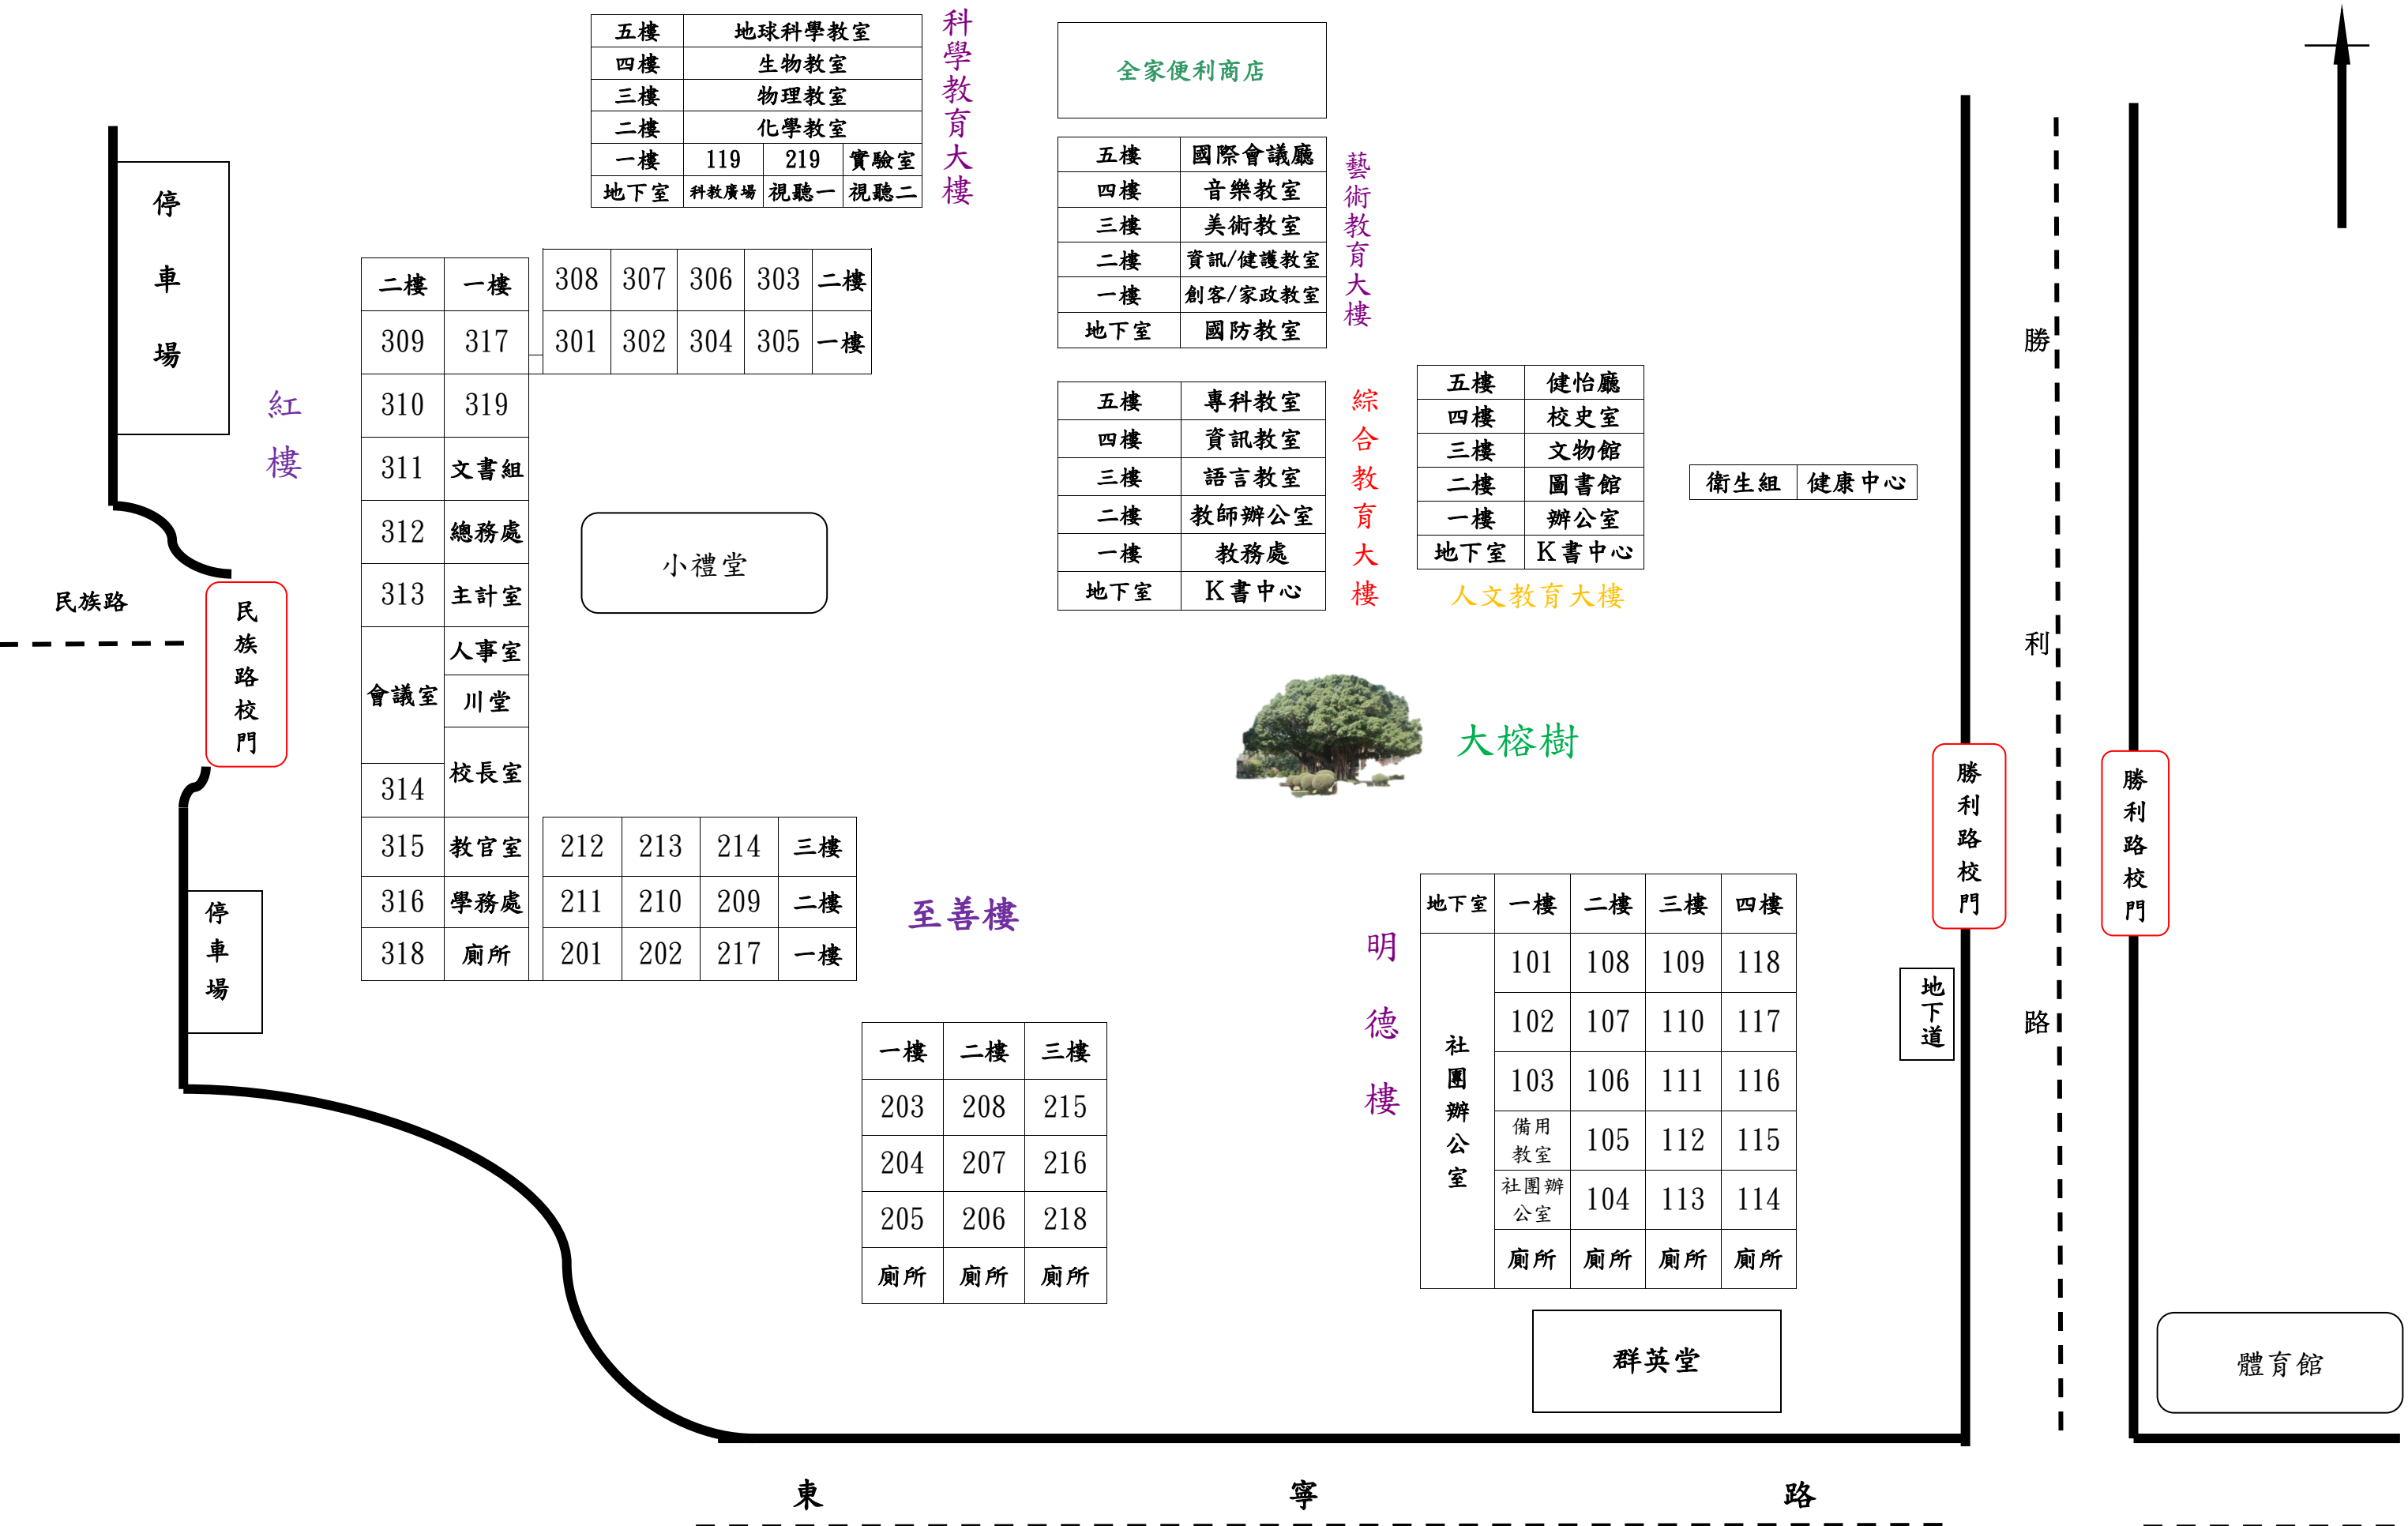 五樓 地球科學教室
四樓 生物教室
三樓 物理教室
二樓 化學教室
一樓 119 219 實驗室
地下室 科教廣場 視聽一 視聽二
科學教育大樓
全家便利商店
五樓 國際會議廳
四樓 音樂教室
三樓 美術教室
二樓 資訊/健護教室
一樓 創客/家政教室
地下室 國防教室
藝術教育大樓
停車場
308 307 306 303 二樓
301 302 304 305 一樓
紅樓
二樓 一樓
309 317
310 319
311 文書組
312 總務處
313 主計室
會議室 人事室
川堂
校長室
314
315 教官室
316 學務處
318 廁所
小禮堂
五樓 專科教室
四樓 資訊教室
三樓 語言教室
二樓 教師辦公室
一樓 教務處
地下室 K書中心
綜合教育大樓
五樓 健怡廳
四樓 校史室
三樓 文物館
二樓 圖書館
一樓 辦公室
地下室 K書中心
人文教育大樓
衛生組 健康中心
民族路
民族路校門
大榕樹
勝利路
勝利路校門
勝利路校門
停車場
212 213 214 三樓
211 210 209 二樓
201 202 217 一樓
至善樓
一樓 二樓 三樓
203 208 215
204 207 216
205 206 218
廁所 廁所 廁所
明德樓
地下室 一樓 二樓 三樓 四樓
社團辦公室
101 108 109 118
102 107 110 117
103 106 111 116
備用教室 105 112 115
社團辦公室 104 113 114
廁所 廁所 廁所 廁所
地下道
群英堂
體育館
東寧路